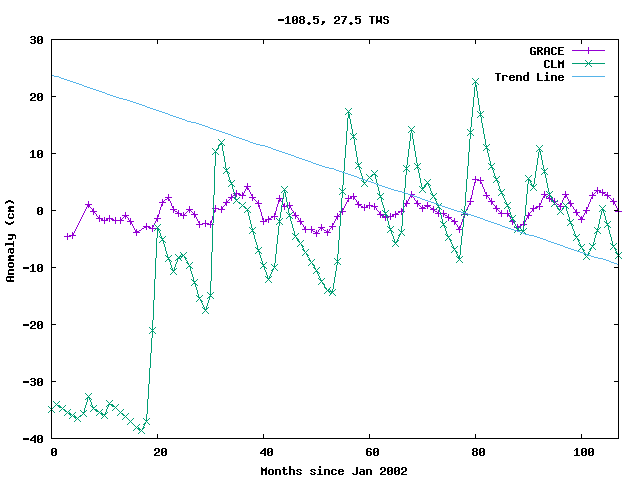 -108.5, 27.5 TWS
GRACE
CLM
Trend Line
30
20
10
0
-10
-20
-30
-40
Anomaly (cm)
0 20 40 60 80 100
Months since Jan 2002